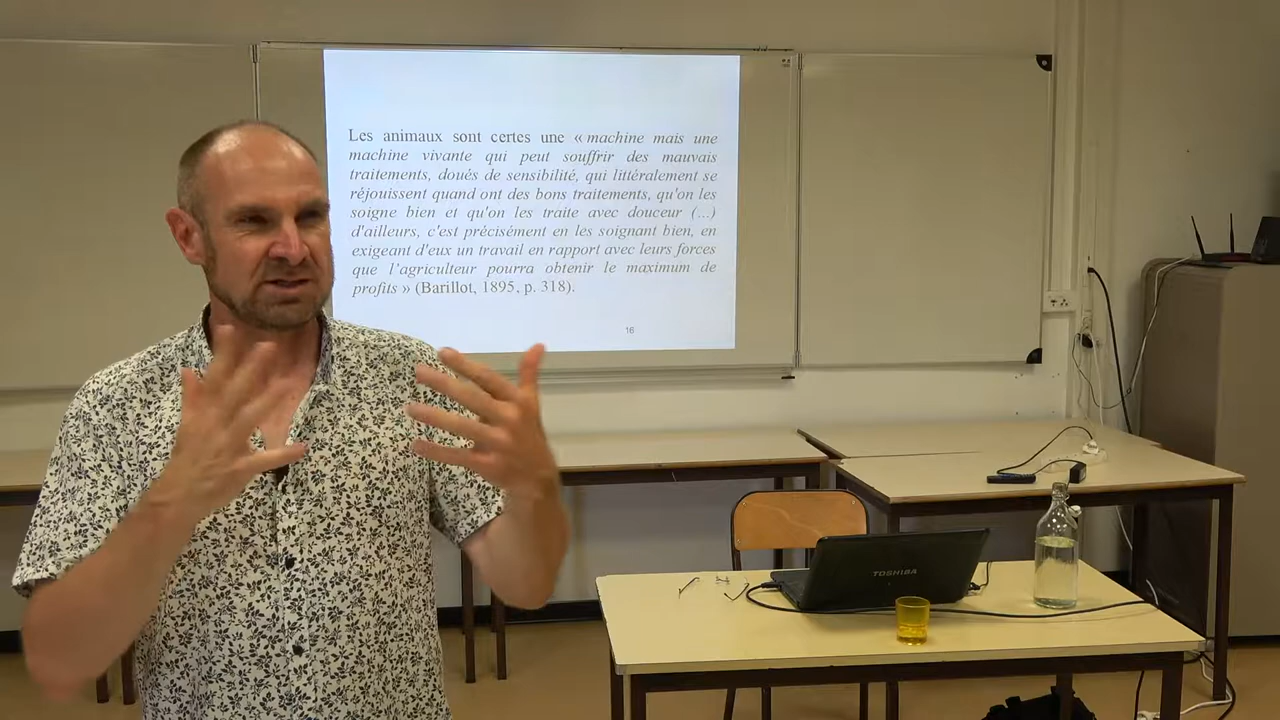 Les animaux sont certes une « machine mais une
machine vivante qui peut souffrir des mauvais
traitements, doués de sensibilité, qui littéralement se
réjouissent quand ont des bons traitements, qu'on les
soigne bien et qu'on les traite avec douceur (...)
d'ailleurs, c'est précisément en les soignant bien, en
exigeant d'eux un travail en rapport avec leurs forces
que l'agriculteur pourra obtenir le maximum de
profits » (Barillot, 1895, p. 318).
16
TOSHIBA